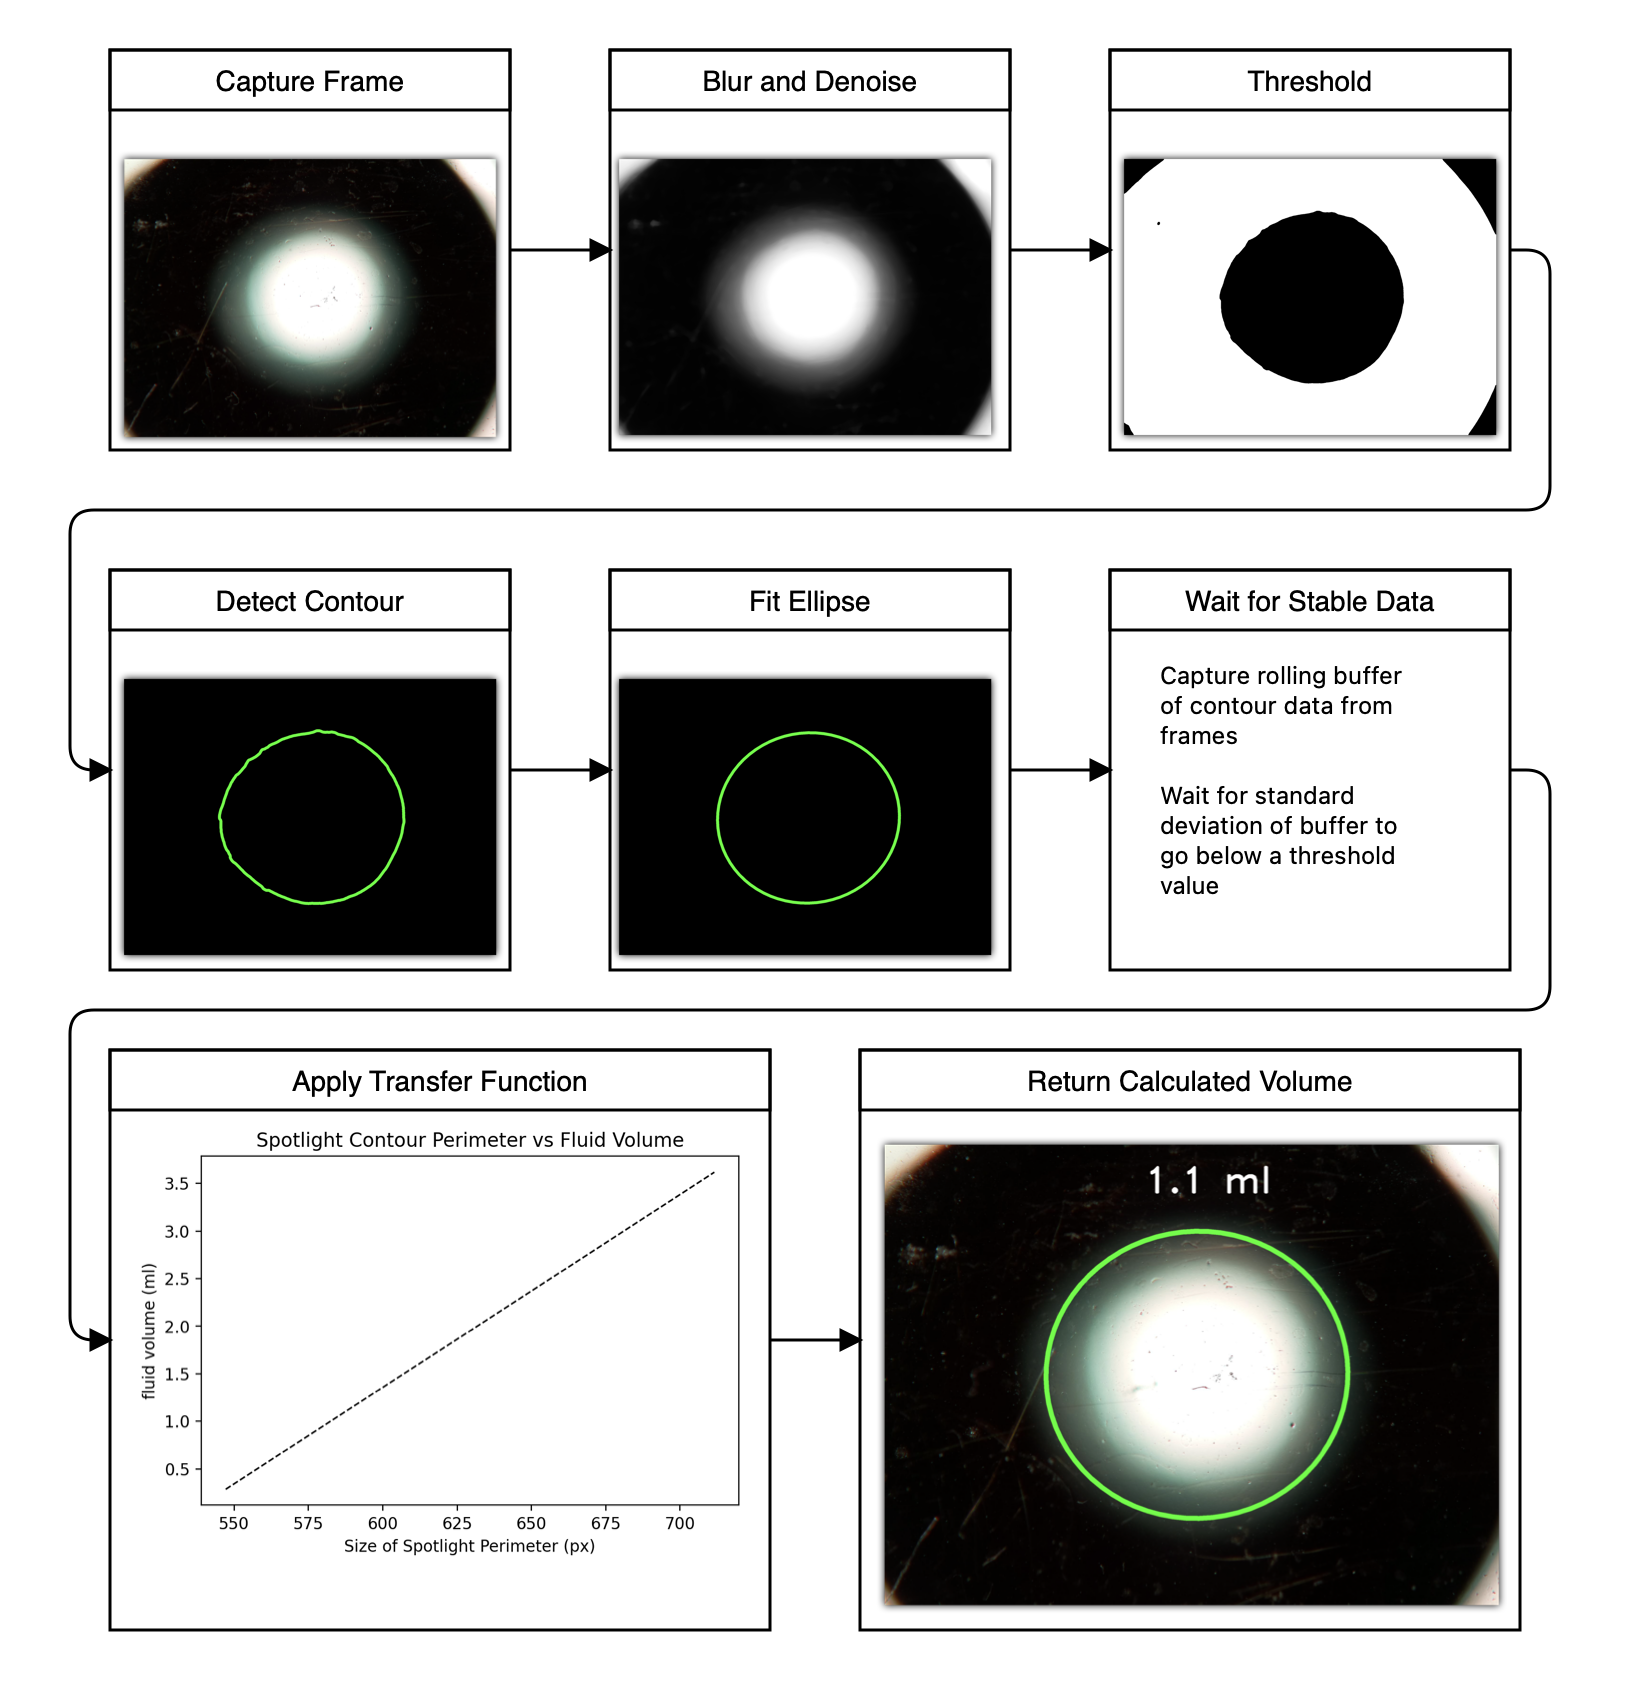 Capture Frame
Blur and Denoise
Threshold
Detect Contour
Fit Ellipse
Wait for Stable Data
Capture rolling buffer
of contour data from
frames
Wait for standard
deviation of buffer to
go below a threshold
value
Apply Transfer Function
Spotlight Contour Perimeter vs Fluid Volume
fluid volume (ml)
3.5
3.0
2.5
2.0
1.5
1.0
0.5
550 575 600 625 650 675 700
Size of Spotlight Perimeter (px)
Return Calculated Volume
1.1 ml